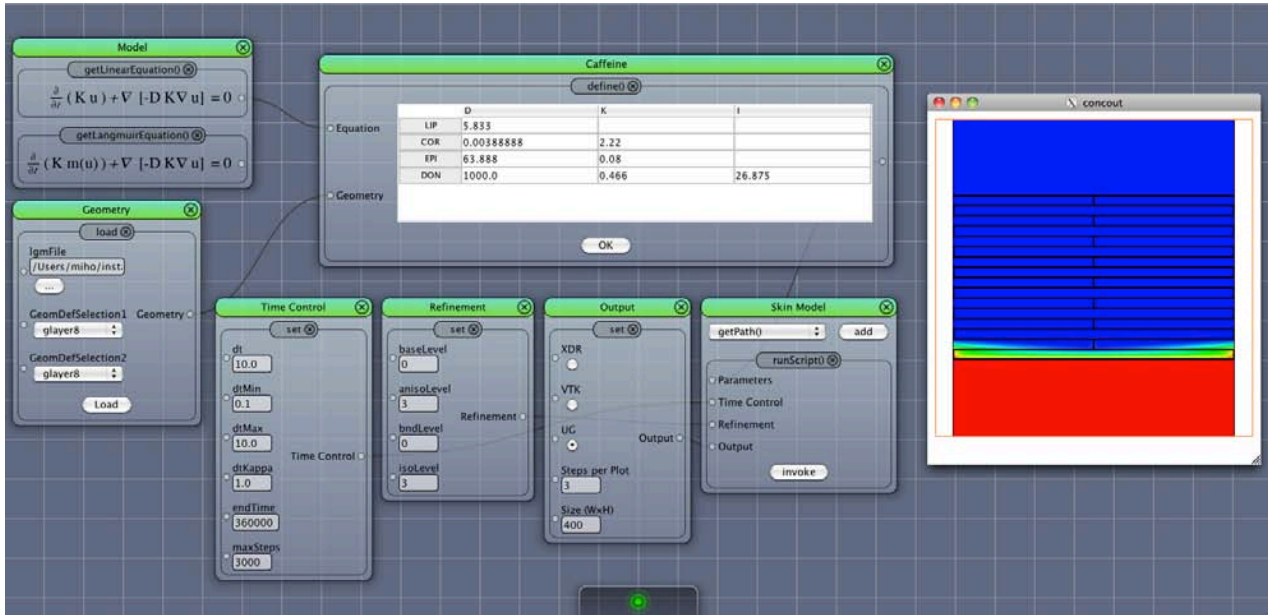 Model
getLinearEquation()
∂/∂t (K u) + ∇ [-D K∇ u] = 0
getLangmuirEquation()
∂/∂t (K m(u)) + ∇ [-D K∇ u] = 0
Caffeine
define()
Equation
Geometry
D K I
LIP 5.833
COR 0.00388888 2.22
EPI 63.888 0.08
DON 1000.0 0.466 26.875
OK
concout
Geometry
load
lgmFile
/Users/miho/inst.
...
GeomDefSelection1 Geometry
glayer8
GeomDefSelection2
glayer8
Load
Time Control
set
dt
10.0
dtMin
0.1
dtMax
10.0
Time Control
dtKappa
1.0
endTime
360000
maxSteps
3000
Refinement
set
baseLevel
0
anisoLevel
3
Refinement
bndLevel
0
isoLevel
3
Output
set
XDR
VTK
UG
Output
Steps per Plot
3
Size (W×H)
400
Skin Model
getPath() add
runScript()
Parameters
Time Control
Refinement
Output
invoke